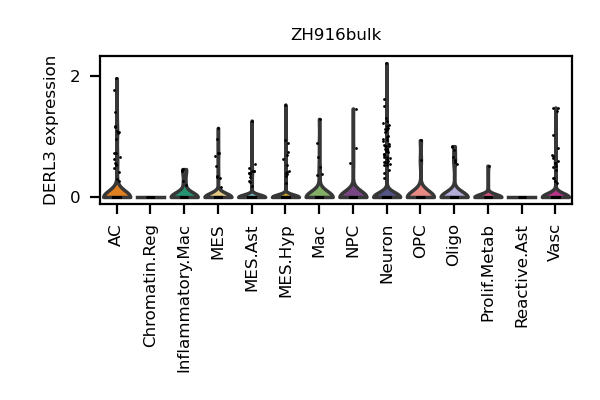 ZH916bulk
DERL3 expression
2
0
AC
Chromatin.Reg
Inflammatory.Mac
MES
MES.Ast
MES.Hyp
Mac
NPC
Neuron
OPC
Oligo
Prolif.Metab
Reactive.Ast
Vasc